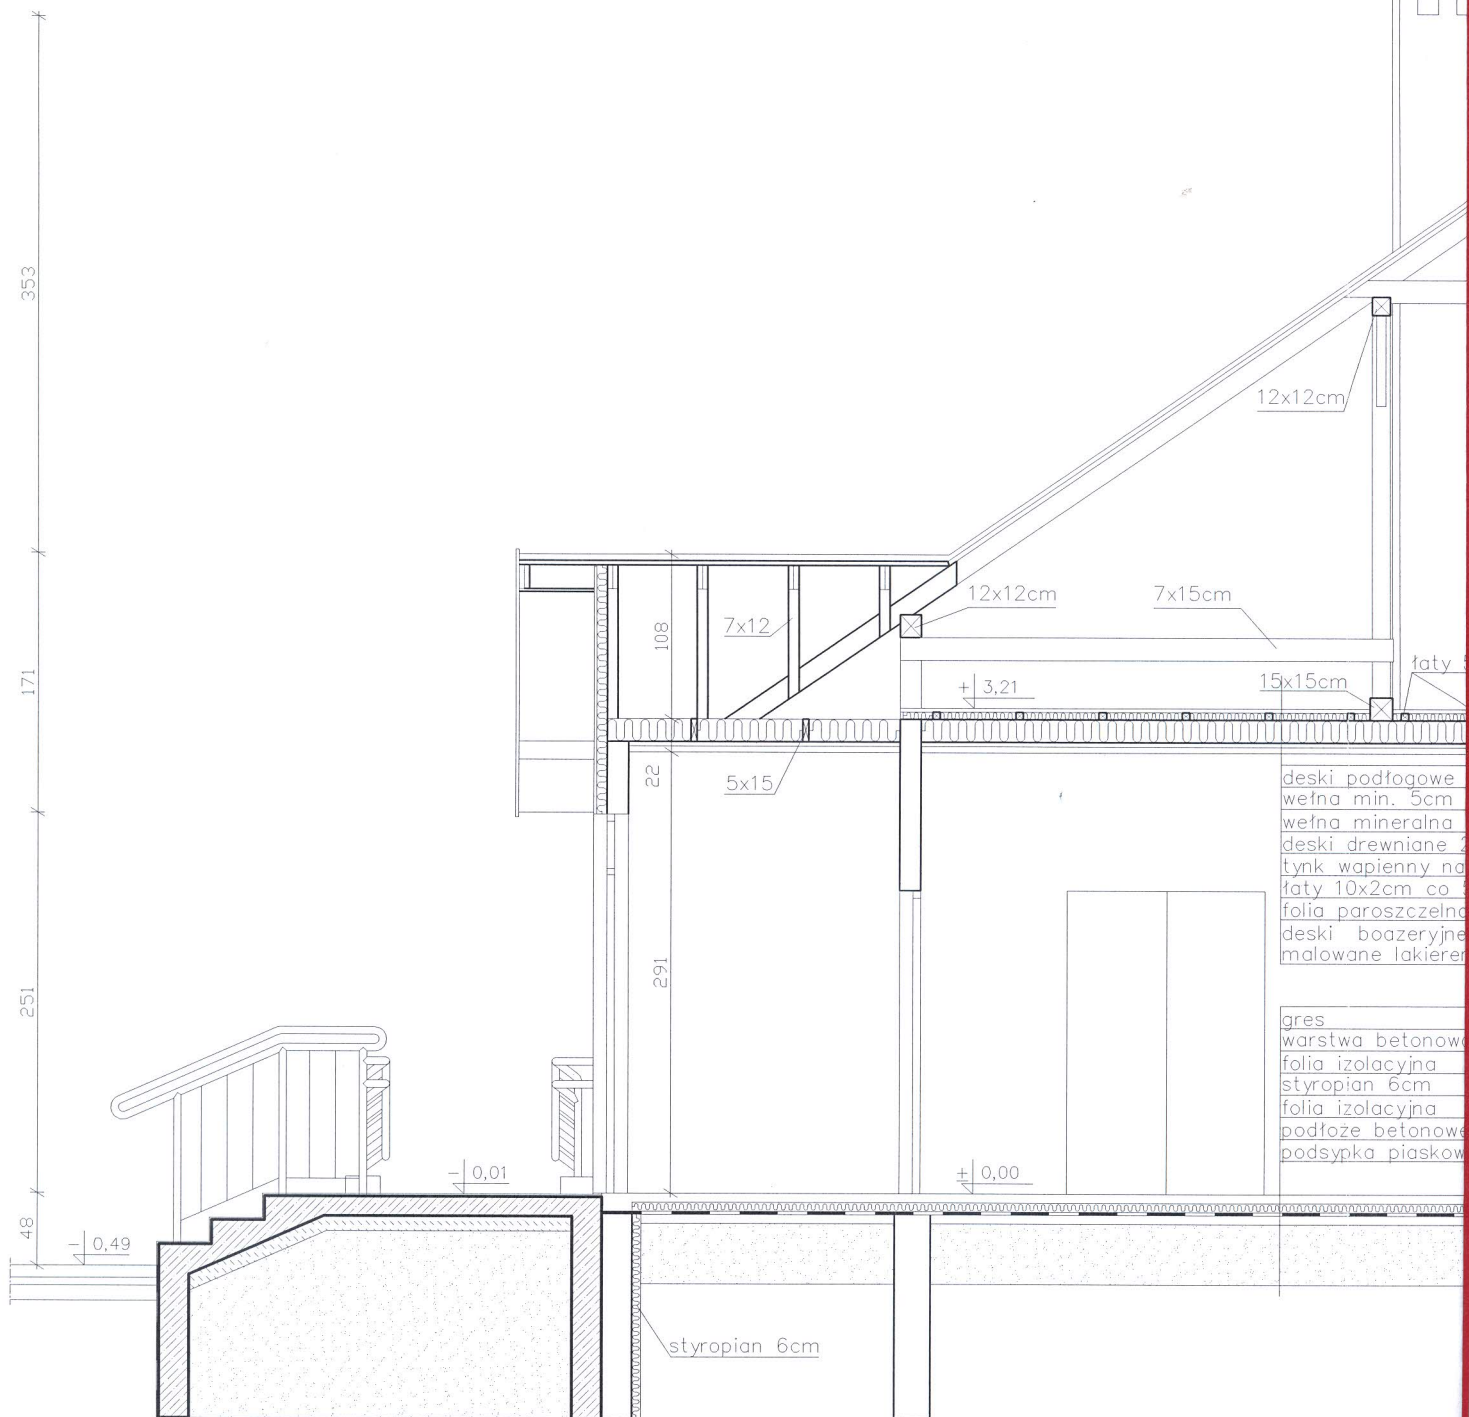 353
12x12cm
12x12cm
7x15cm
7x12
108
łaty
171
15x15cm
+ 3,21
22
5x15
deski podłogowe
wełna min. 5cm
wełna mineralna
deski drewniane
tynk wapienny na
łaty 10x2cm co
folia paroszczelna
deski boazeryjne
malowane lakierem
291
251
gres
warstwa betonowa
folia izolacyjna
styropian 6cm
folia izolacyjna
podłoże betonowe
podsypka piaskow
- 0,01
± 0,00
48
- 0,49
styropian 6cm